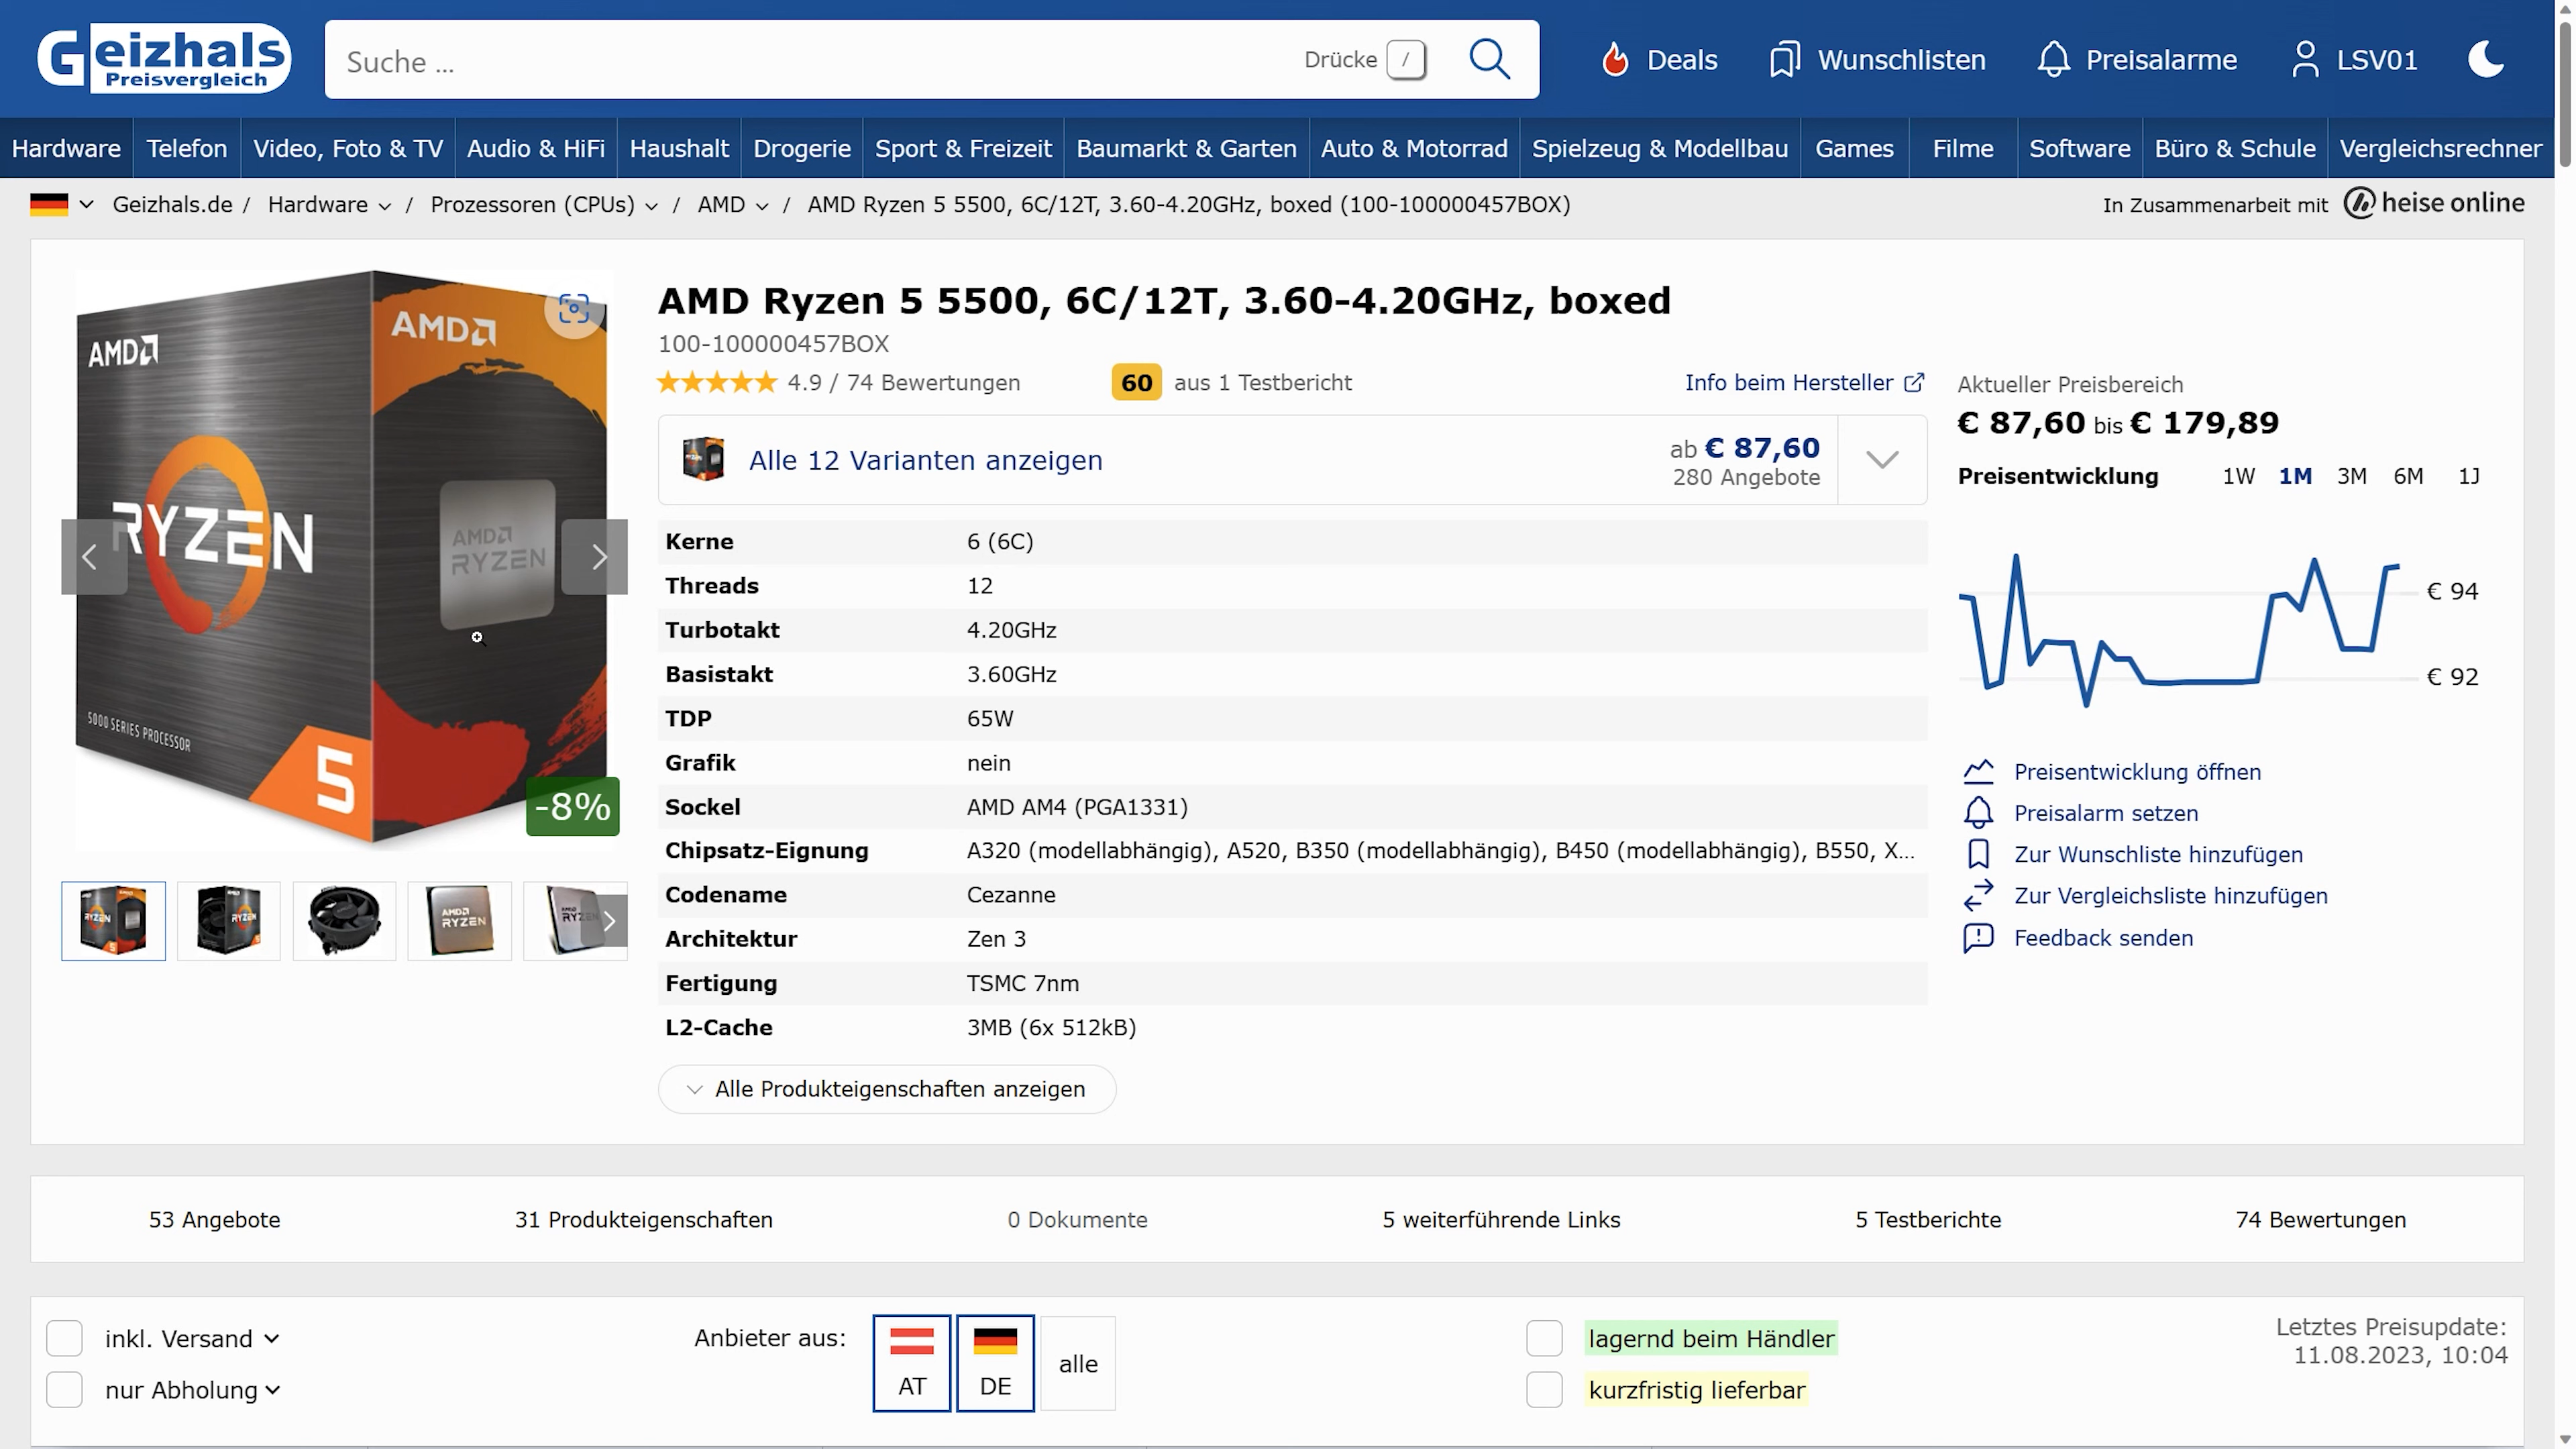 Geizhals
Preisvergleich
Suche ...
Drücke /
Deals
Wunschlisten
Preisalarme
LSV01
Hardware
Telefon
Video, Foto & TV
Audio & HiFi
Haushalt
Drogerie
Sport & Freizeit
Baumarkt & Garten
Auto & Motorrad
Spielzeug & Modellbau
Games
Filme
Software
Büro & Schule
Vergleichsrechner
Geizhals.de / Hardware / Prozessoren (CPUs) / AMD / AMD Ryzen 5 5500, 6C/12T, 3.60-4.20GHz, boxed (100-100000457BOX)
In Zusammenarbeit mit heise online
AMD
AMD
RYZEN
AMD
RYZEN
5000 SERIES PROCESSOR
5
-8%
AMD Ryzen 5 5500, 6C/12T, 3.60-4.20GHz, boxed
100-100000457BOX
4.9 / 74 Bewertungen
60 aus 1 Testbericht
Info beim Hersteller
Alle 12 Varianten anzeigen
ab € 87,60
280 Angebote
Kerne 6 (6C)
Threads 12
Turbotakt 4.20GHz
Basistakt 3.60GHz
TDP 65W
Grafik nein
Sockel AMD AM4 (PGA1331)
Chipsatz-Eignung A320 (modellabhängig), A520, B350 (modellabhängig), B450 (modellabhängig), B550, X...
Codename Cezanne
Architektur Zen 3
Fertigung TSMC 7nm
L2-Cache 3MB (6x 512kB)
Alle Produkteigenschaften anzeigen
Aktueller Preisbereich
€ 87,60 bis € 179,89
Preisentwicklung 1W 1M 3M 6M 1J
€ 94
€ 92
Preisentwicklung öffnen
Preisalarm setzen
Zur Wunschliste hinzufügen
Zur Vergleichsliste hinzufügen
Feedback senden
53 Angebote
31 Produkteigenschaften
0 Dokumente
5 weiterführende Links
5 Testberichte
74 Bewertungen
inkl. Versand
nur Abholung
Anbieter aus:
AT
DE
alle
lagernd beim Händler
kurzfristig lieferbar
Letztes Preisupdate:
11.08.2023, 10:04